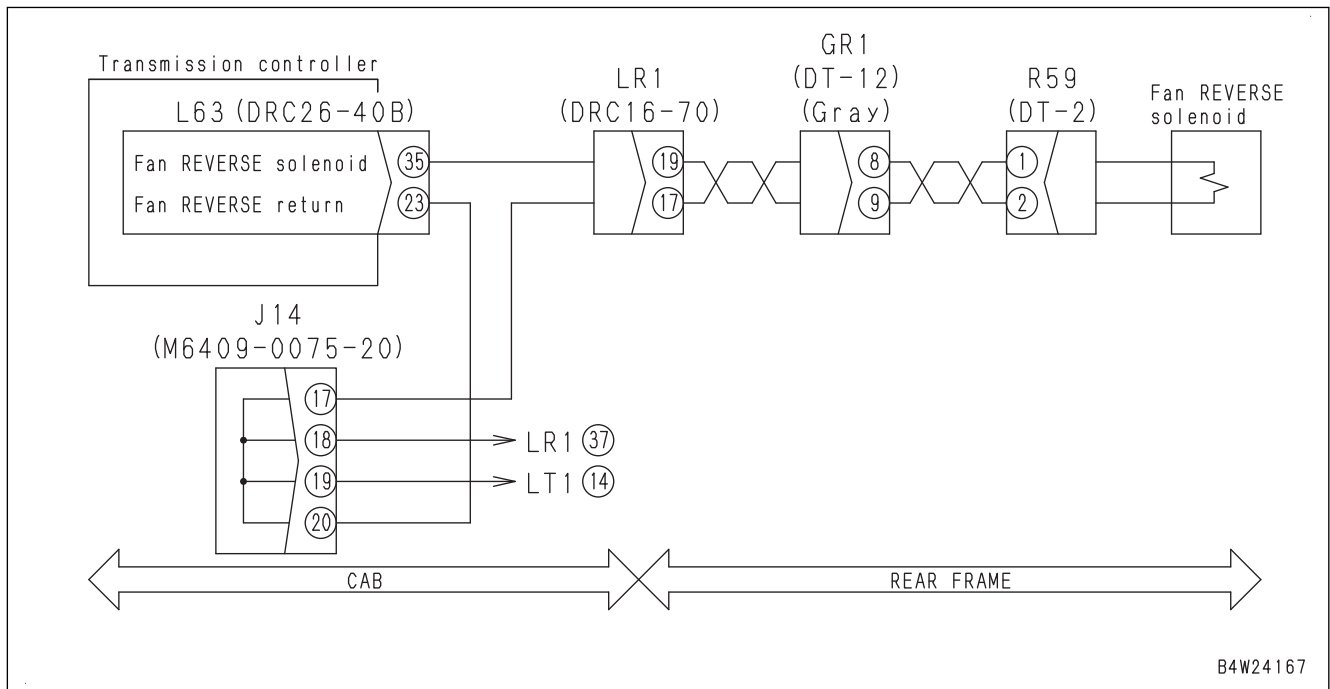 Transmission controller
L63 (DRC26-40B)
Fan REVERSE solenoid
35
Fan REVERSE return
23
LR1
(DRC16-70)
19
17
GR1
(DT-12)
(Gray)
8
9
R59
(DT-2)
1
2
Fan REVERSE
solenoid
J14
(M6409-0075-20)
17
18
LR1 37
19
LT1 14
20
CAB
REAR FRAME
B4W24167